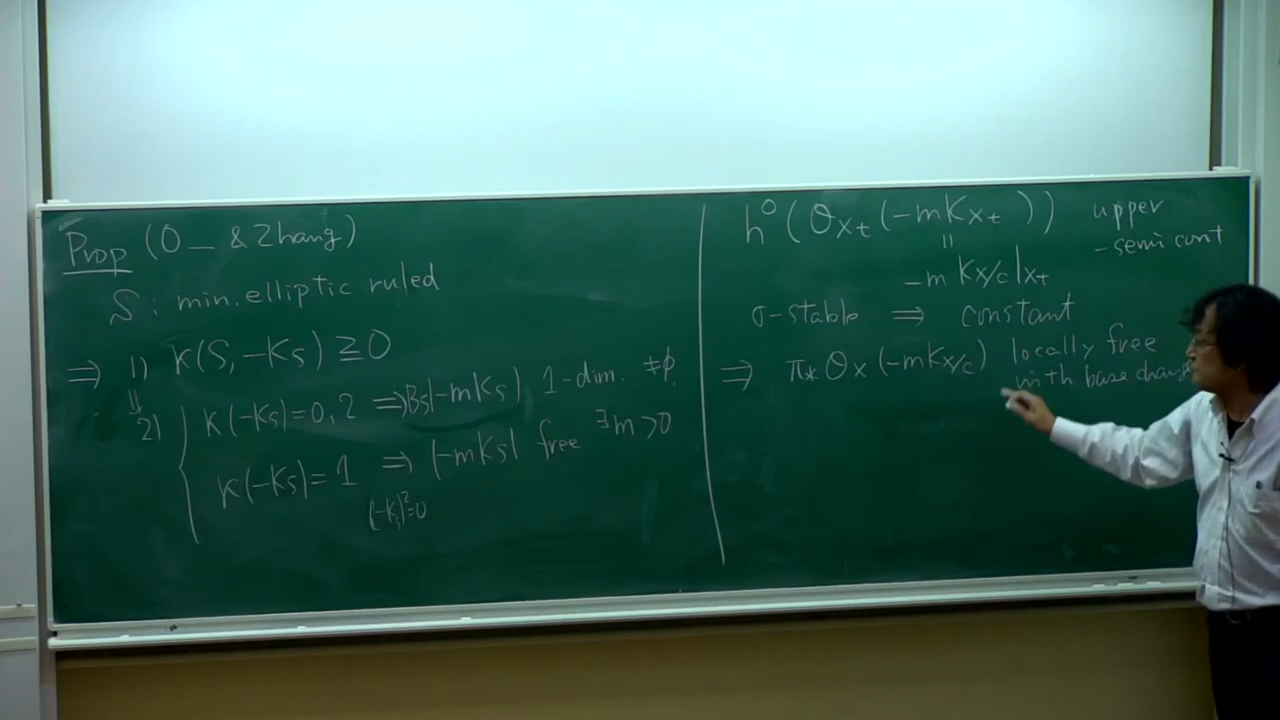 Prop (O_ & Zhang)
S : min. elliptic ruled
⇒ 1) κ(S, -K_S) ≥ 0
⇓
2) { κ(-K_S) = 0, 2 ⇒ Bs|-mK_S| 1-dim. ≠ φ.
κ(-K_S) = 1 ⇒ |-mK_S| free ∃m > 0
(-K_S)^2 = 0
h^0(O_{X_t}(-mK_{X_t})) upper
-semi cont
||
-m K_{X/C}|_{X_t}
σ-stable ⇒ constant
⇒ π_* O_X(-mK_{X/C}) locally free
with base change